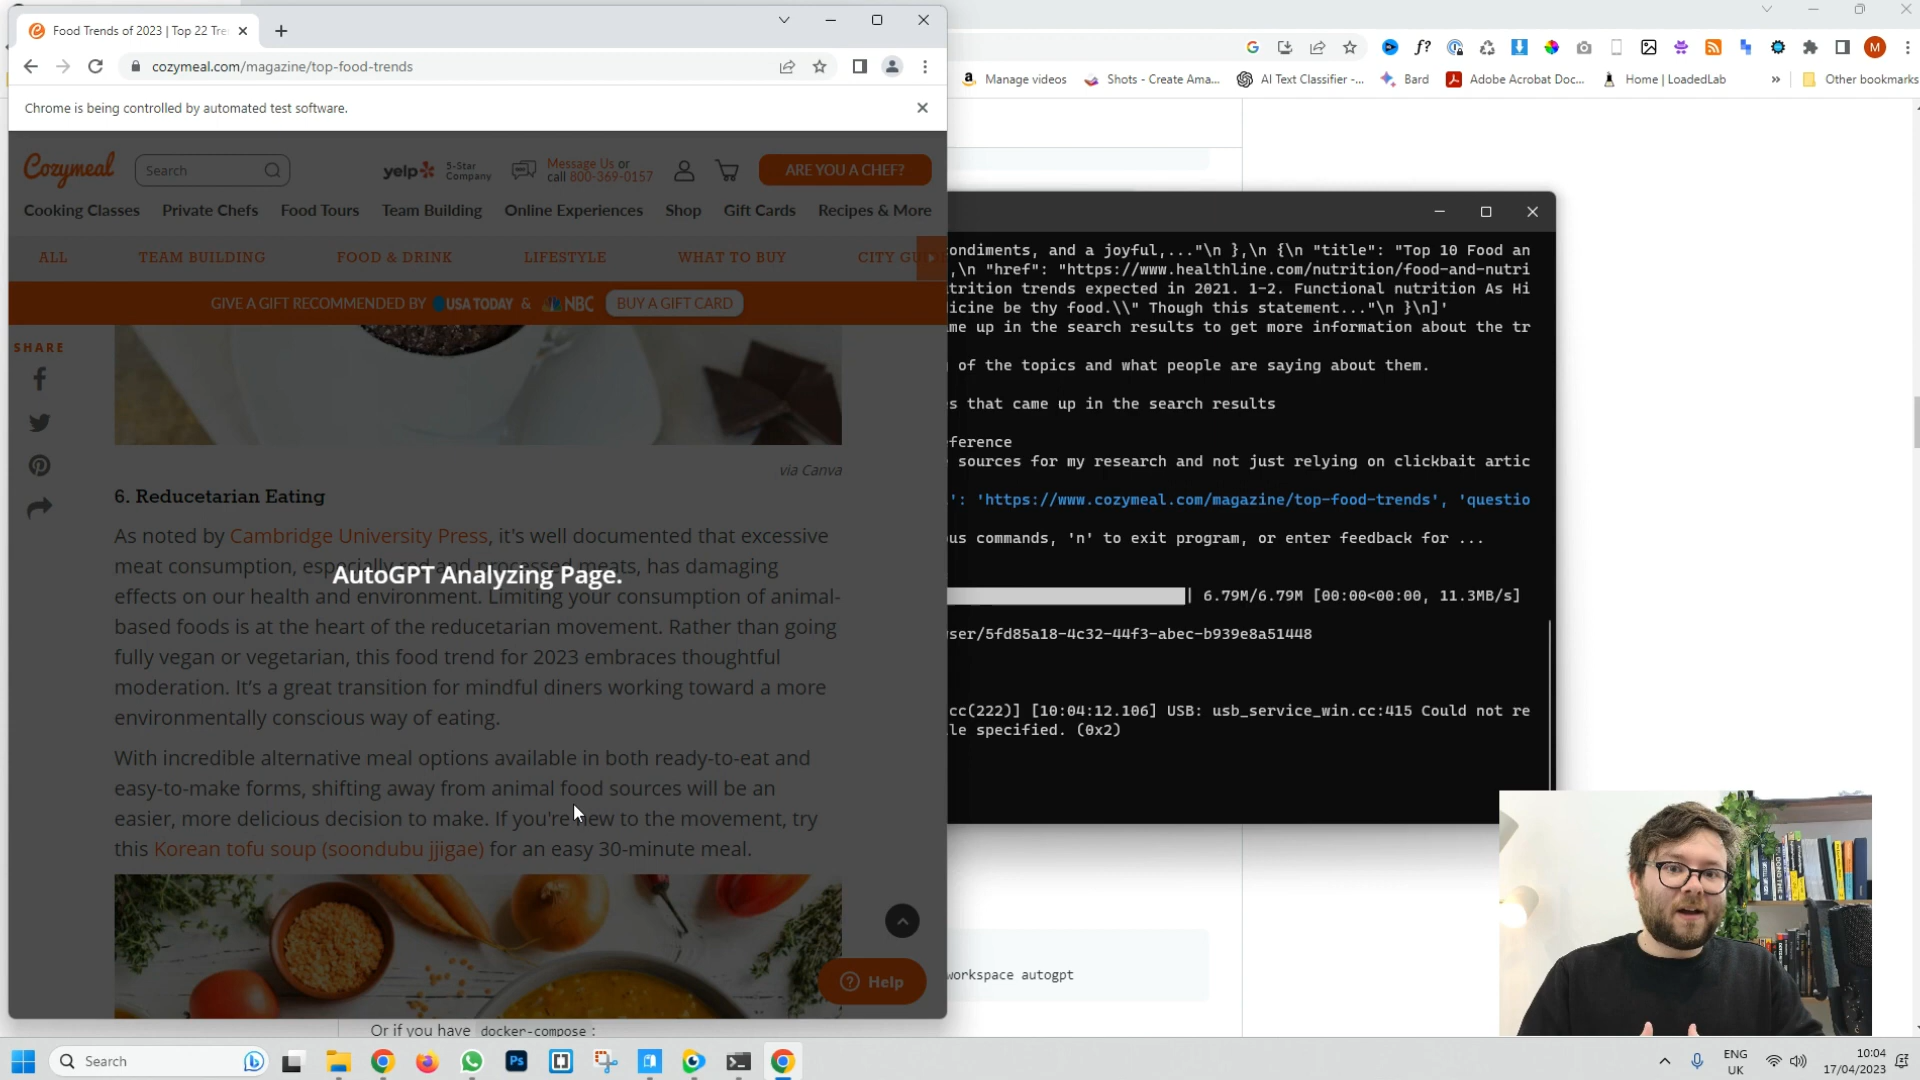 Food Trends of 2023 | Top 22 Tre
cozymeal.com/magazine/top-food-trends
Chrome is being controlled by automated test software.
Cozymeal
Search
yelp
5-Star
Company
Message Us or
call 800-369-0157
ARE YOU A CHEF?
Cooking Classes Private Chefs Food Tours Team Building Online Experiences Shop Gift Cards Recipes & More
ALL TEAM BUILDING FOOD & DRINK LIFESTYLE WHAT TO BUY CITY GU
GIVE A GIFT RECOMMENDED BY USA TODAY & NBC BUY A GIFT CARD
SHARE
via Canva
6. Reducetarian Eating
As noted by Cambridge University Press, it's well documented that excessive
meat consumption, especially red and processed meats, has damaging
AutoGPT Analyzing Page.
effects on our health and environment. Limiting your consumption of animal-
based foods is at the heart of the reducetarian movement. Rather than going
fully vegan or vegetarian, this food trend for 2023 embraces thoughtful
moderation. It's a great transition for mindful diners working toward a more
environmentally conscious way of eating.
With incredible alternative meal options available in both ready-to-eat and
easy-to-make forms, shifting away from animal food sources will be an
easier, more delicious decision to make. If you're new to the movement, try
this Korean tofu soup (soondubu jjigae) for an easy 30-minute meal.
Help
Or if you have docker-compose :
f?
M
Manage videos Shots - Create Ama... AI Text Classifier -... Bard Adobe Acrobat Doc... Home | LoadedLab » Other bookmarks
ondiments, and a joyful,..."\n },\n {\n "title": "Top 10 Food an
,\n "href": "https://www.healthline.com/nutrition/food-and-nutri
trition trends expected in 2021. 1-2. Functional nutrition As Hi
icine be thy food.\\" Though this statement..."\n }\n]'
me up in the search results to get more information about the tr
of the topics and what people are saying about them.
s that came up in the search results
ference
sources for my research and not just relying on clickbait artic
': 'https://www.cozymeal.com/magazine/top-food-trends', 'questio
us commands, 'n' to exit program, or enter feedback for ...
| 6.79M/6.79M [00:00<00:00, 11.3MB/s]
ser/5fd85a18-4c32-44f3-abec-b939e8a51448
cc(222)] [10:04:12.106] USB: usb_service_win.cc:415 Could not re
le specified. (0x2)
workspace autogpt
Search
Ps
ENG
UK
10:04
17/04/2023